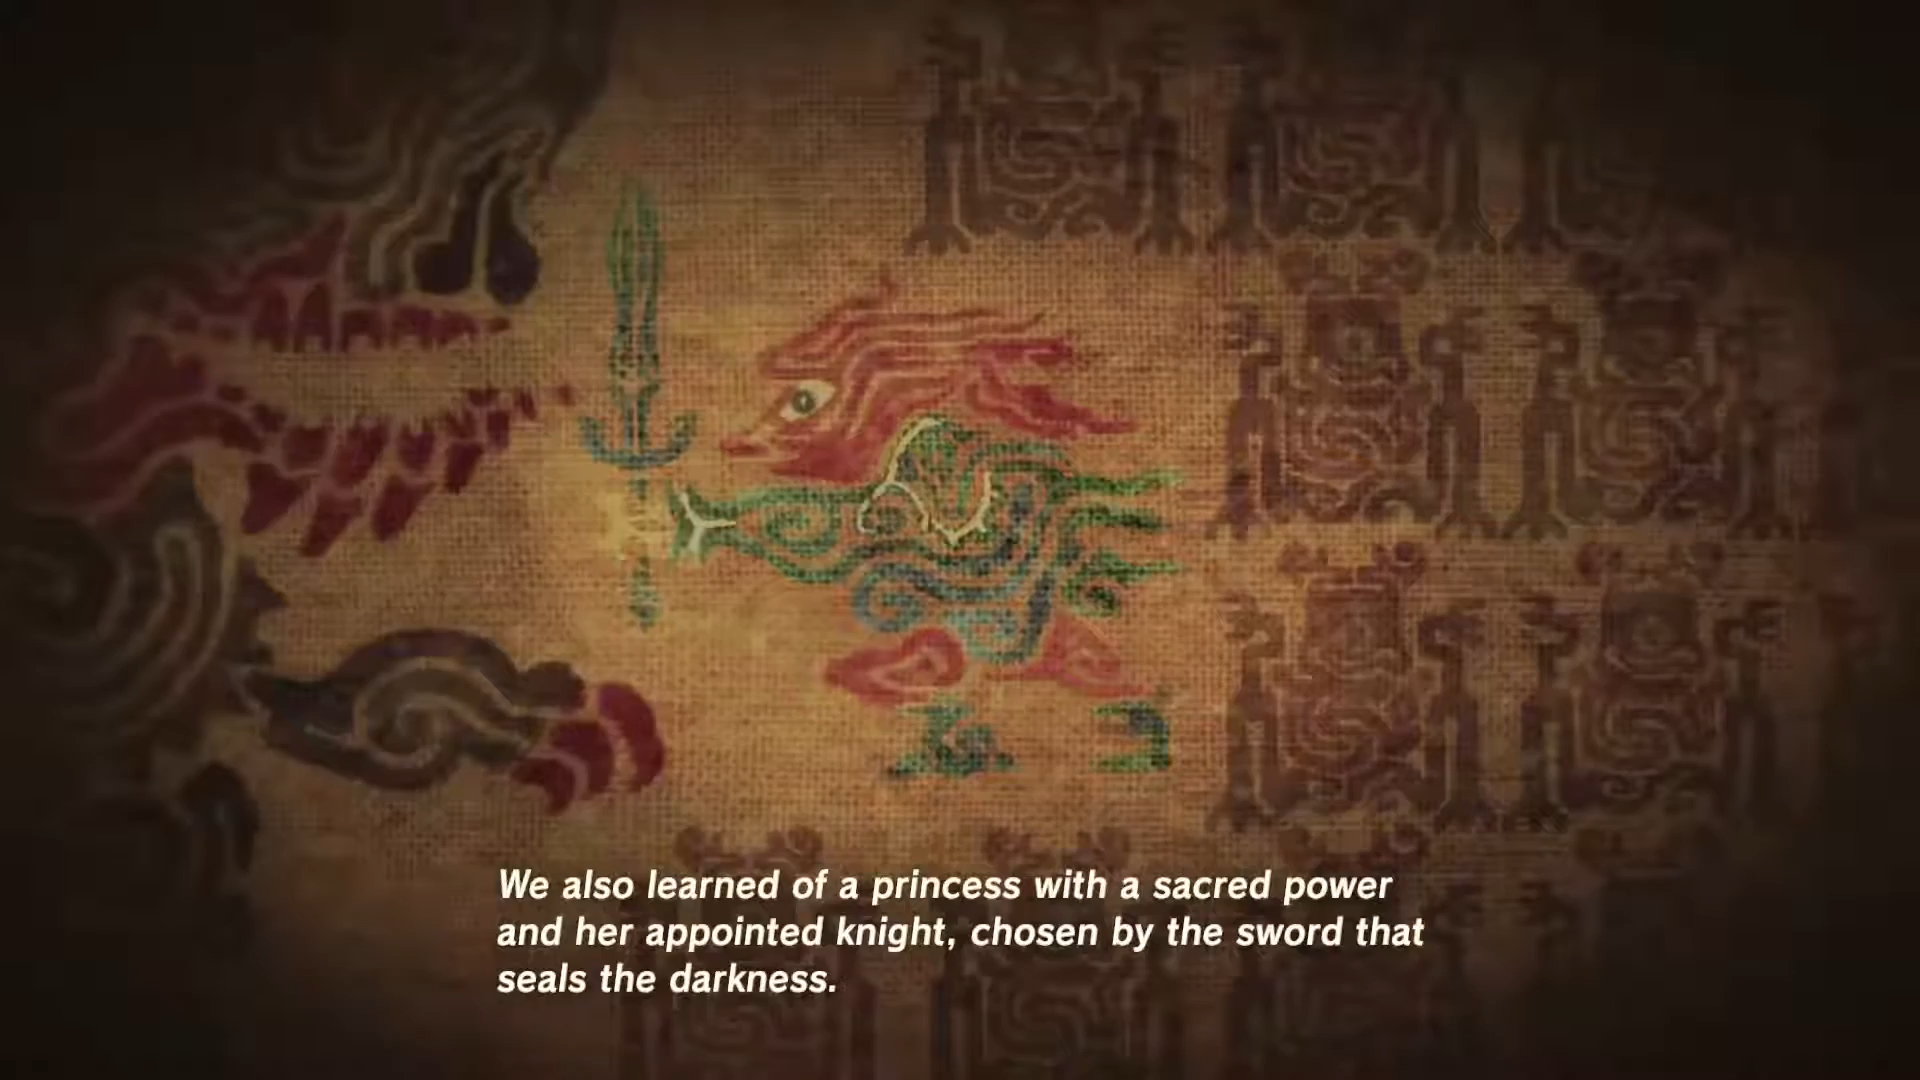 We also learned of a princess with a sacred power
and her appointed knight, chosen by the sword that
seals the darkness.